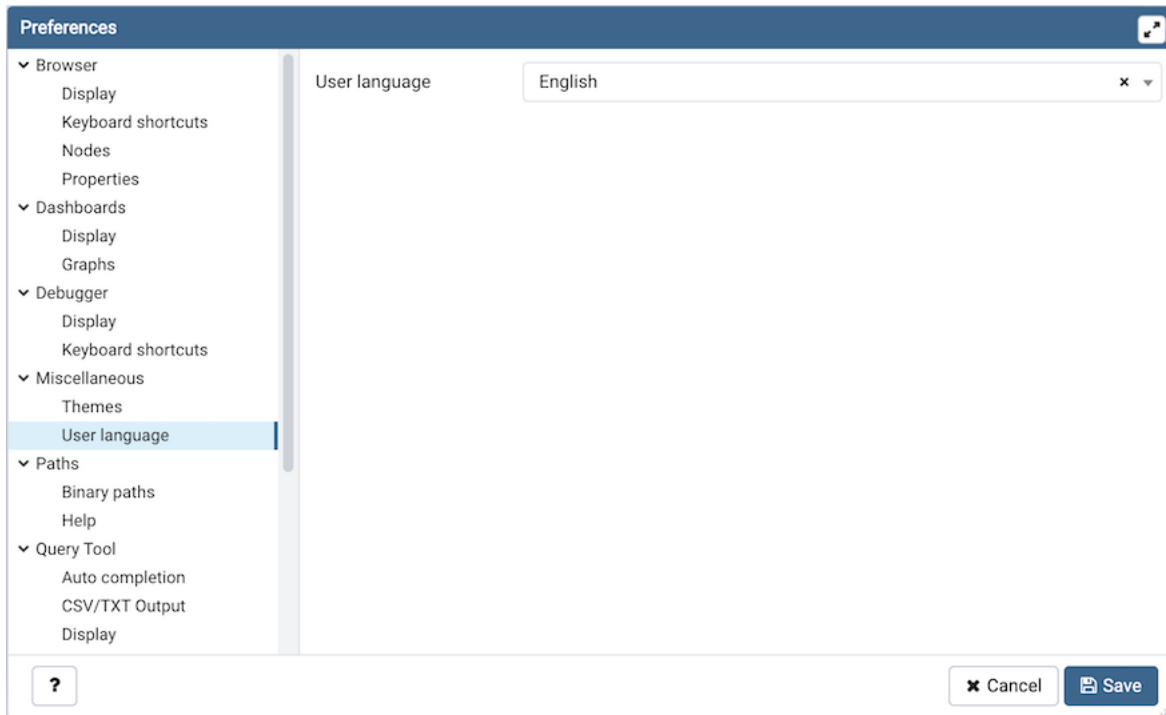 Preferences
Browser
Display
Keyboard shortcuts
Nodes
Properties
Dashboards
Display
Graphs
Debugger
Display
Keyboard shortcuts
Miscellaneous
Themes
User language
Paths
Binary paths
Help
Query Tool
Auto completion
CSV/TXT Output
Display
User language English
? Cancel Save